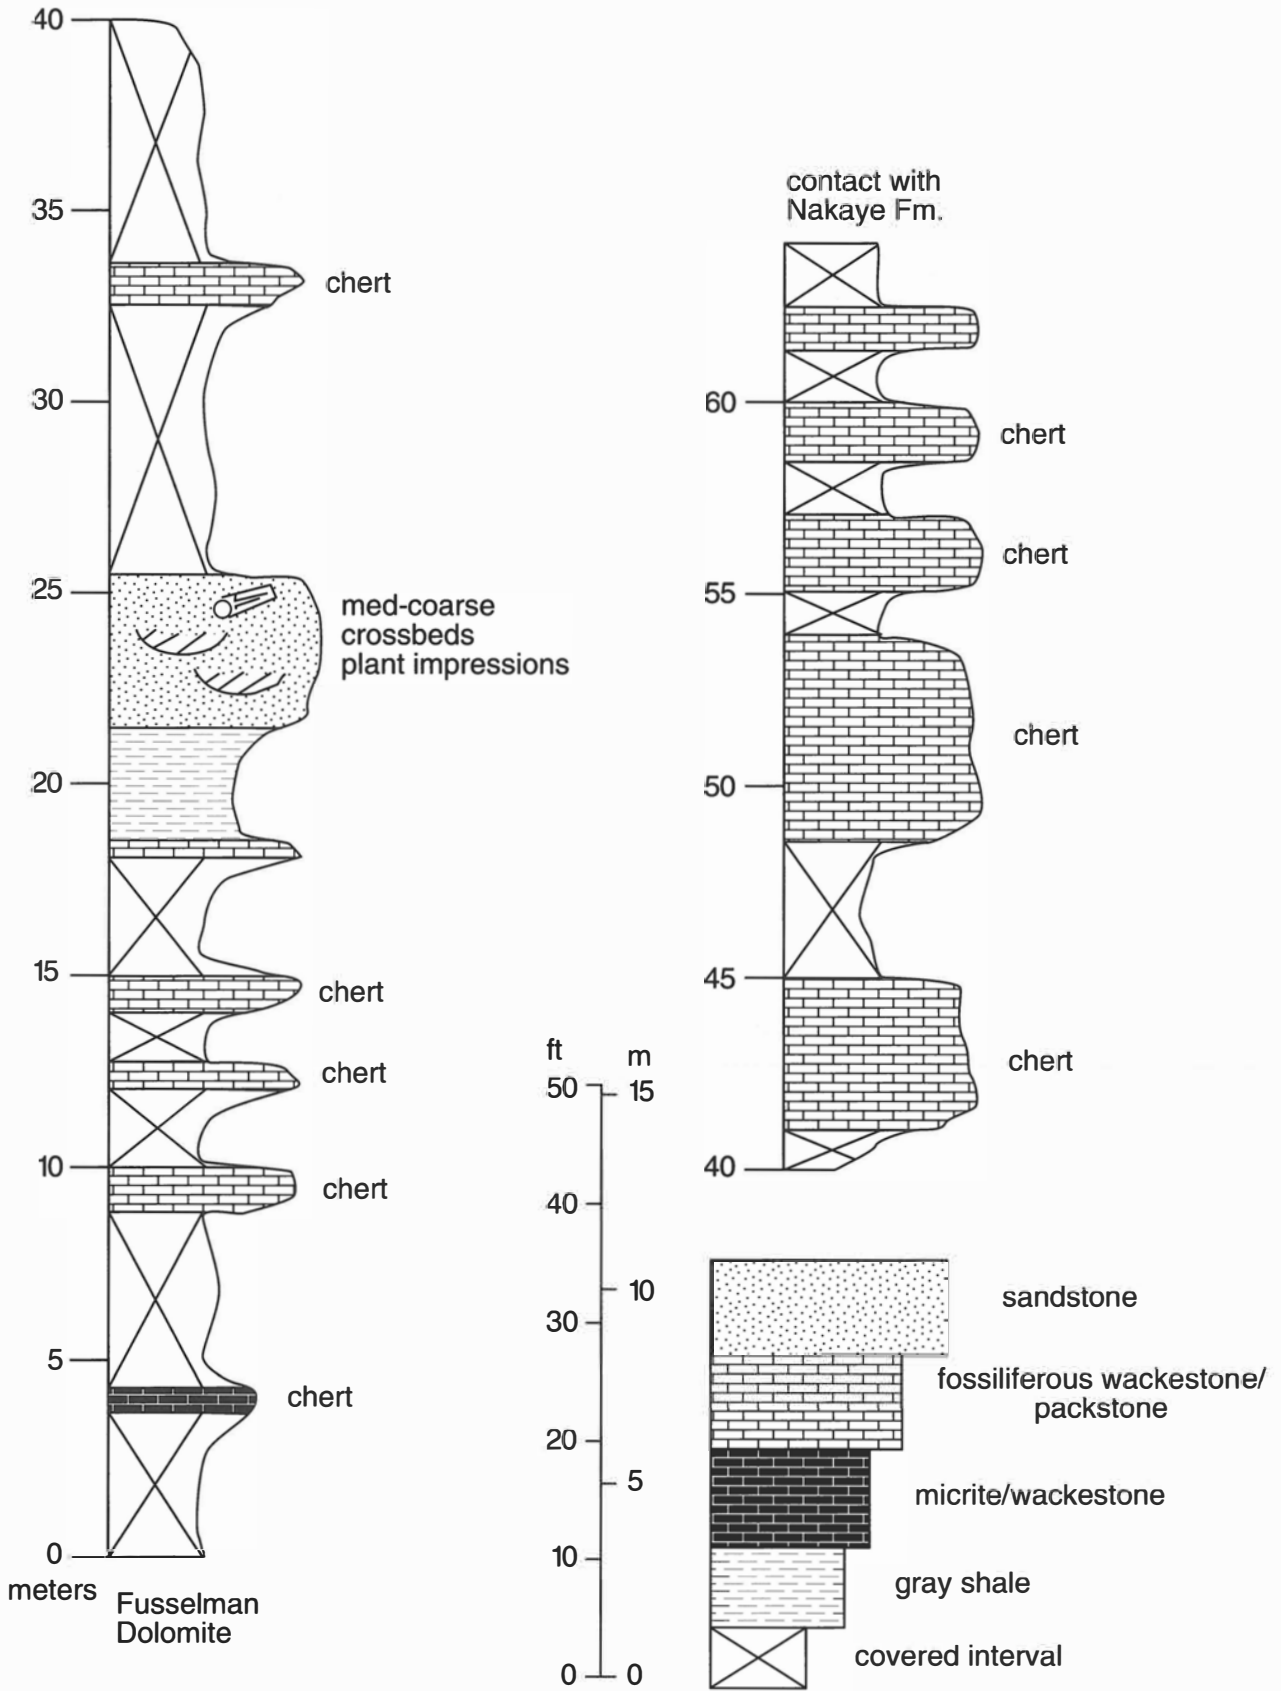 40
35
chert
30
25
med-coarse
crossbeds
plant impressions
20
15
chert
chert
10
chert
5
chert
0
meters
Fusselman
Dolomite
contact with
Nakaye Fm.
60
chert
chert
55
chert
50
45
chert
40
ft
m
50
15
40
10
30
20
5
10
0
0
sandstone
fossiliferous wackestone/
packstone
micrite/wackestone
gray shale
covered interval